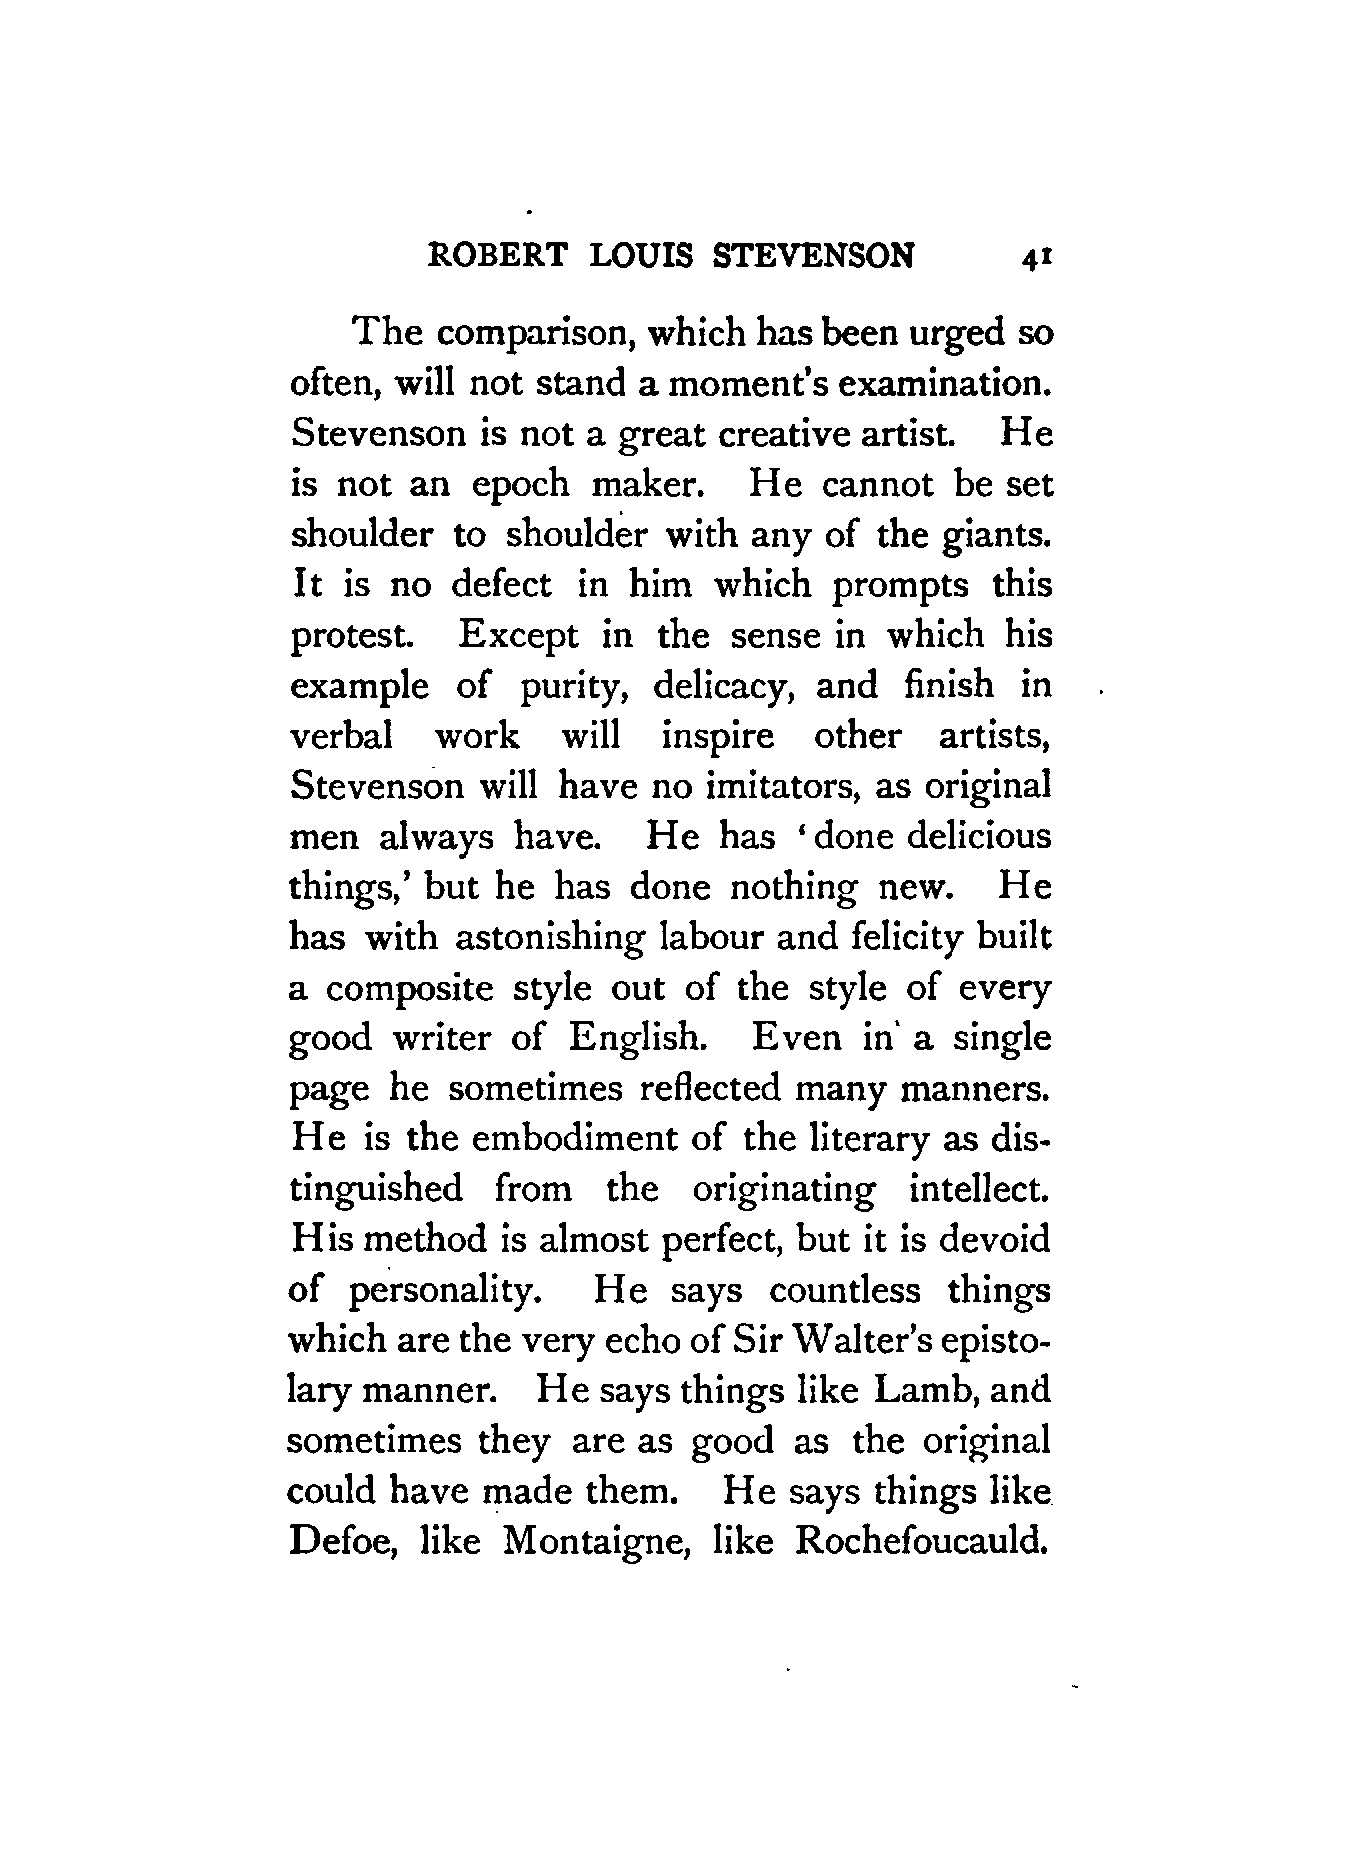 ROBERT LOUIS STEVENSON 41
The comparison, which has been urged so
often, will not stand a moment's examination.
Stevenson is not a great creative artist. He
is not an epoch maker. He cannot be set
shoulder to shoulder with any of the giants.
It is no defect in him which prompts this
protest. Except in the sense in which his
example of purity, delicacy, and finish in
verbal work will inspire other artists,
Stevenson will have no imitators, as original
men always have. He has ‘done delicious
things,’ but he has done nothing new. He
has with astonishing labour and felicity built
a composite style out of the style of every
good writer of English. Even in a single
page he sometimes reflected many manners.
He is the embodiment of the literary as dis-
tinguished from the originating intellect.
His method is almost perfect, but it is devoid
of personality. He says countless things
which are the very echo of Sir Walter's episto-
lary manner. He says things like Lamb, and
sometimes they are as good as the original
could have made them. He says things like
Defoe, like Montaigne, like Rochefoucauld.